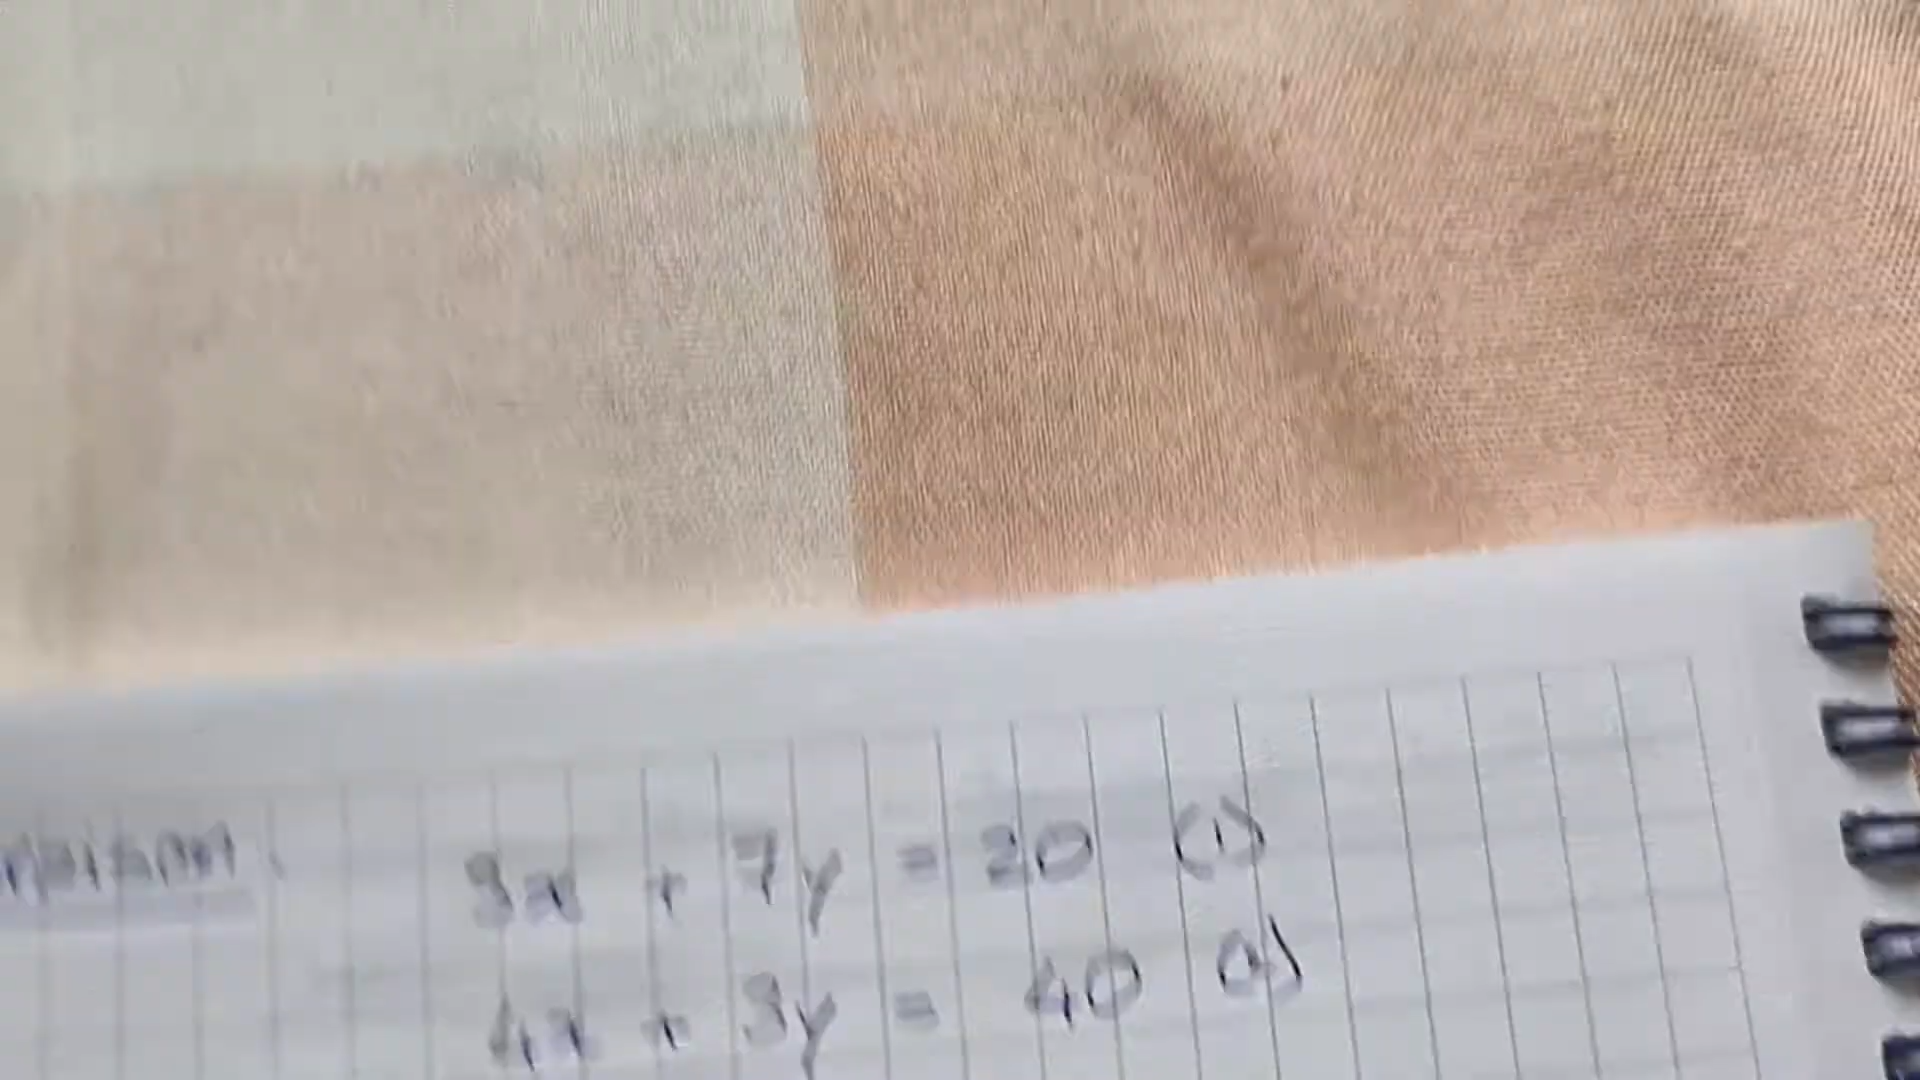 3x + 7y = 20 (1)
4x + 3y = 40 (2)